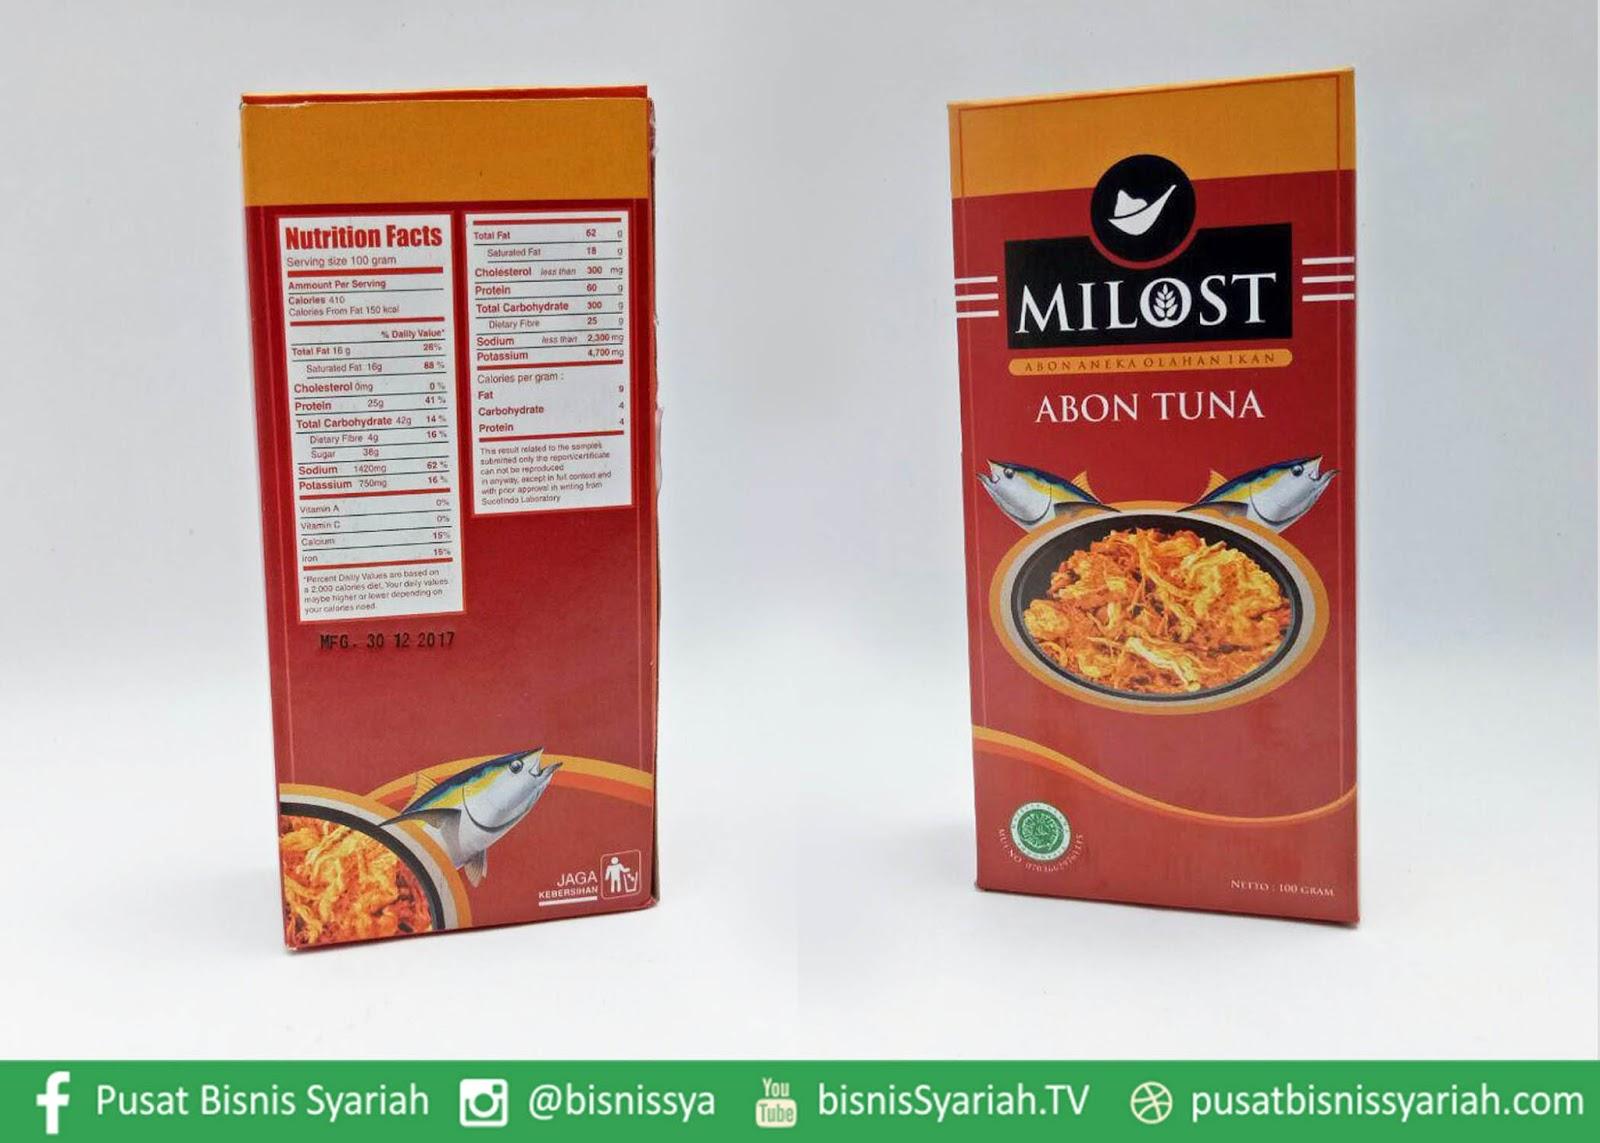 Nutrition Facts
Serving size 100 gram
Ammount Per Serving
Calories 410
Calories From Fat 150 kcal
% Dailly Value*
Total Fat 16 g 26%
Saturated Fat 16g 88 %
Cholesterol 0mg 0 %
Protein 25g 41 %
Total Carbohydrate 42g 14 %
Dietary Fibre 4g 16 %
Sugar 38g
Sodium 1420mg 62 %
Potassium 750mg 16 %
Vitamin A 0%
Vitamin C 0%
Calcium 15%
Iron 15%
*Percent Dailly Values are based on
a 2,000 calories diet. Your daily values
maybe higher or lower depending on
your calories need.
Total Fat 62 g
Saturated Fat 18 g
Cholesterol less than 300 mg
Protein 60 g
Total Carbohydrate 300 g
Dietary Fibre 25 g
Sodium less than 2,300 mg
Potassium 4,700 mg
Calories per gram :
Fat 9
Carbohydrate 4
Protein 4
This result related to the samples
submitted only the report/certificate
can not be reproduced
in anyway, except in full context and
with prior approval in writing from
Sucofindo Laboratory
MFG. 30 12 2017
JAGA
KEBERSIHAN
MILOST
ABON ANEKA OLAHAN IKAN
ABON TUNA
NETTO : 100 GRAM
Pusat Bisnis Syariah @bisnissya You Tube bisnisSyariah.TV pusatbisnissyariah.com